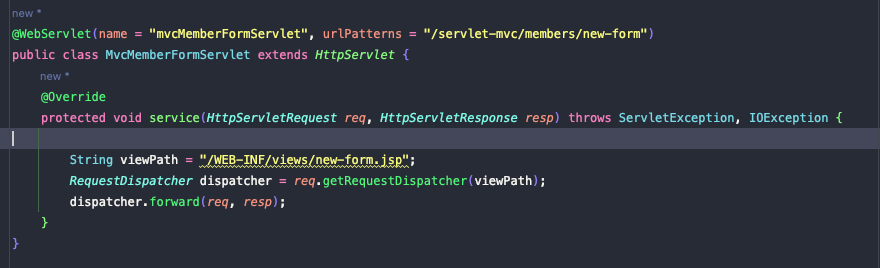 new *
@WebServlet(name = "mvcMemberFormServlet", urlPatterns = "/servlet-mvc/members/new-form")
public class MvcMemberFormServlet extends HttpServlet {
new *
@Override
protected void service(HttpServletRequest req, HttpServletResponse resp) throws ServletException, IOException {
String viewPath = "/WEB-INF/views/new-form.jsp";
RequestDispatcher dispatcher = req.getRequestDispatcher(viewPath);
dispatcher.forward(req, resp);
}
}